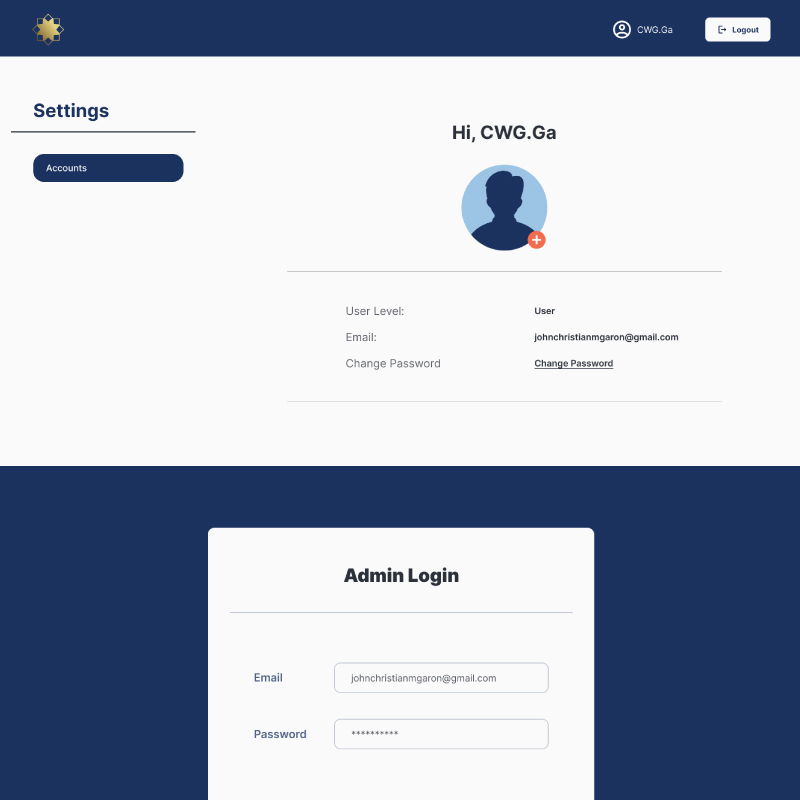 CWG.Ga
Logout
Settings
Accounts
Hi, CWG.Ga
User Level: User
Email: johnchristianmgaron@gmail.com
Change Password Change Password
Admin Login
Email johnchristianmgaron@gmail.com
Password **********